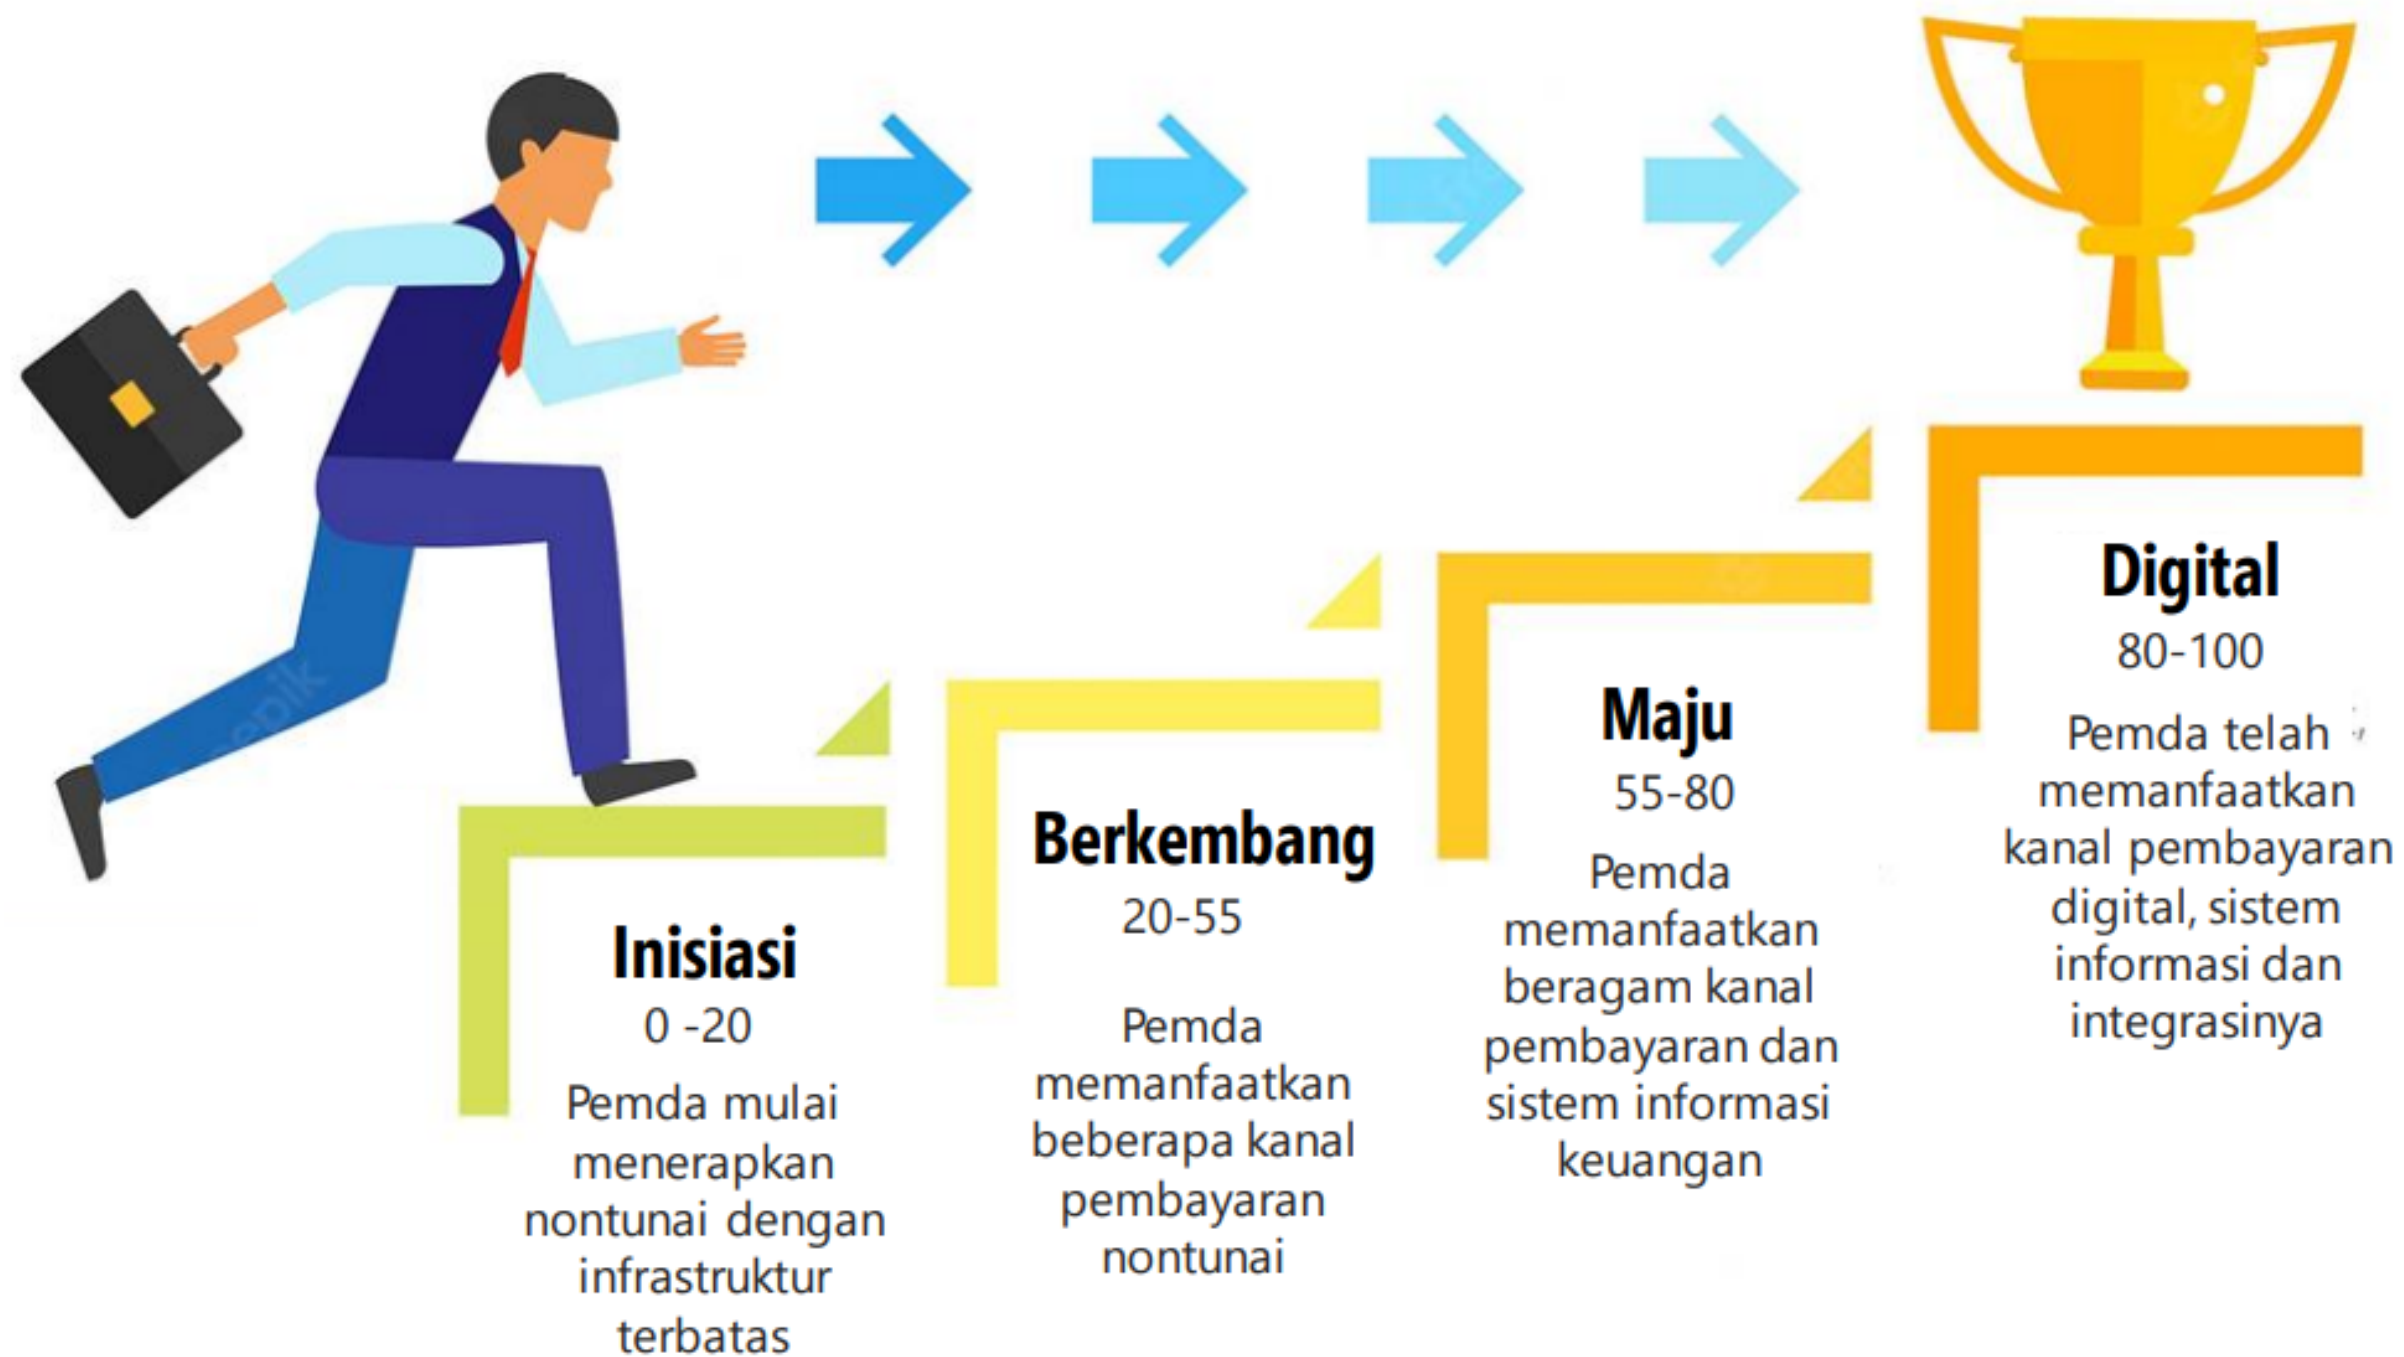 Inisiasi
0 -20
Pemda mulai
menerapkan
nontunai dengan
infrastruktur
terbatas
Berkembang
20-55
Pemda
memanfaatkan
beberapa kanal
pembayaran
nontunai
Maju
55-80
Pemda
memanfaatkan
beragam kanal
pembayaran dan
sistem informasi
keuangan
Digital
80-100
Pemda telah
memanfaatkan
kanal pembayaran
digital, sistem
informasi dan
integrasinya